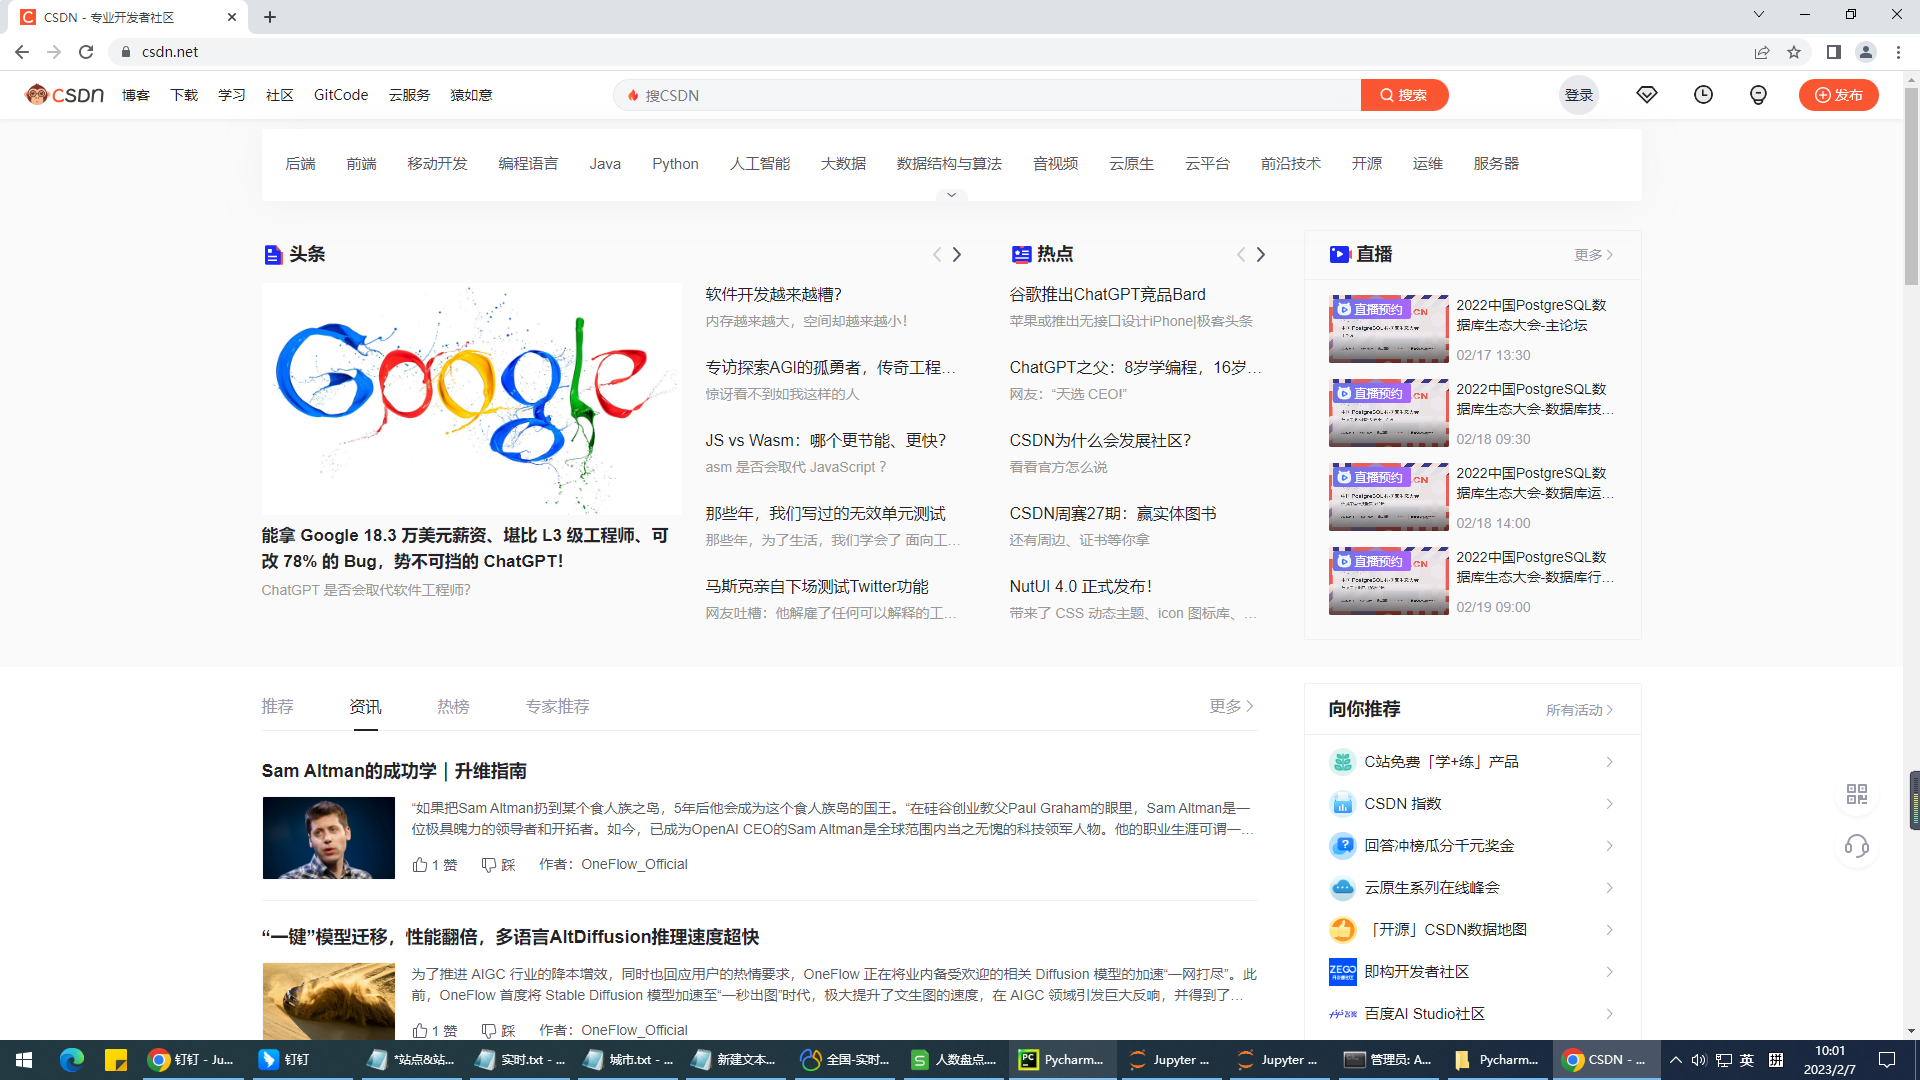 CSDN - 专业开发者社区
csdn.net
CSDN
博客
下载
学习
社区
GitCode
云服务
猿如意
搜CSDN
搜索
登录
发布
后端
前端
移动开发
编程语言
Java
Python
人工智能
大数据
数据结构与算法
音视频
云原生
云平台
前沿技术
开源
运维
服务器
头条
Google
能拿 Google 18.3 万美元薪资、堪比 L3 级工程师、可
改 78% 的 Bug，势不可挡的 ChatGPT！
ChatGPT 是否会取代软件工程师？
软件开发越来越糟？
内存越来越大，空间却越来越小！
专访探索AGI的孤勇者，传奇工程…
惊讶看不到如我这样的人
JS vs Wasm：哪个更节能、更快？
asm 是否会取代 JavaScript ？
那些年，我们写过的无效单元测试
那些年，为了生活，我们学会了 面向工…
马斯克亲自下场测试Twitter功能
网友吐槽：他解雇了任何可以解释的工…
热点
谷歌推出ChatGPT竞品Bard
苹果或推出无接口设计iPhone|极客头条
ChatGPT之父：8岁学编程，16岁…
网友：“天选 CEO!”
CSDN为什么会发展社区？
看看官方怎么说
CSDN周赛27期：赢实体图书
还有周边、证书等你拿
NutUI 4.0 正式发布！
带来了 CSS 动态主题、icon 图标库、…
直播
更多
直播预约
2022中国PostgreSQL数
据库生态大会-主论坛
02/17 13:30
直播预约
2022中国PostgreSQL数
据库生态大会-数据库技…
02/18 09:30
直播预约
2022中国PostgreSQL数
据库生态大会-数据库运…
02/18 14:00
直播预约
2022中国PostgreSQL数
据库生态大会-数据库行…
02/19 09:00
推荐
资讯
热榜
专家推荐
更多
Sam Altman的成功学｜升维指南
“如果把Sam Altman扔到某个食人族之岛，5年后他会成为这个食人族岛的国王。“在硅谷创业教父Paul Graham的眼里，Sam Altman是一
位极具魄力的领导者和开拓者。如今，已成为OpenAI CEO的Sam Altman是全球范围内当之无愧的科技领军人物。他的职业生涯可谓一…
1 赞
踩
作者：OneFlow_Official
“一键”模型迁移，性能翻倍，多语言AltDiffusion推理速度超快
为了推进 AIGC 行业的降本增效，同时也回应用户的热情要求，OneFlow 正在将业内备受欢迎的相关 Diffusion 模型的加速“一网打尽”。此
前，OneFlow 首度将 Stable Diffusion 模型加速至“一秒出图”时代，极大提升了文生图的速度，在 AIGC 领域引发巨大反响，并得到了…
1 赞
踩
作者：OneFlow_Official
向你推荐
所有活动
C站免费「学+练」产品
CSDN 指数
回答冲榜瓜分千元奖金
云原生系列在线峰会
「开源」CSDN数据地图
ZEGO
即构开发者社区
百度AI Studio社区
钉钉 - Ju...
钉钉
*站点&站...
实时.txt - ...
城市.txt - ...
新建文本...
全国-实时...
人数盘点....
Pycharm...
Jupyter ...
Jupyter ...
管理员: A...
Pycharm...
CSDN - ...
英
拼
10:01
2023/2/7